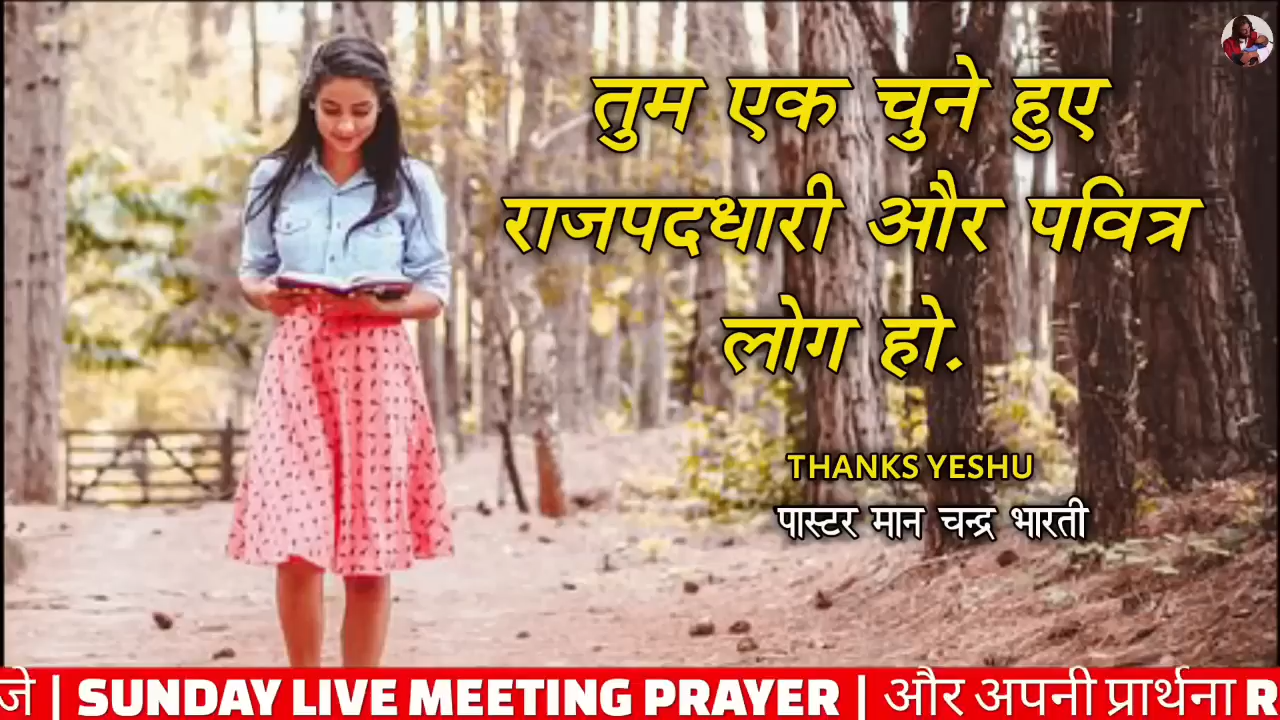 तुम एक चुने हुए
राजपदधारी और पवित्र
लोग हो.
THANKS YESHU
पास्टर मान चन्द्र भारती
जे | SUNDAY LIVE MEETING PRAYER | और अपनी प्रार्थना R